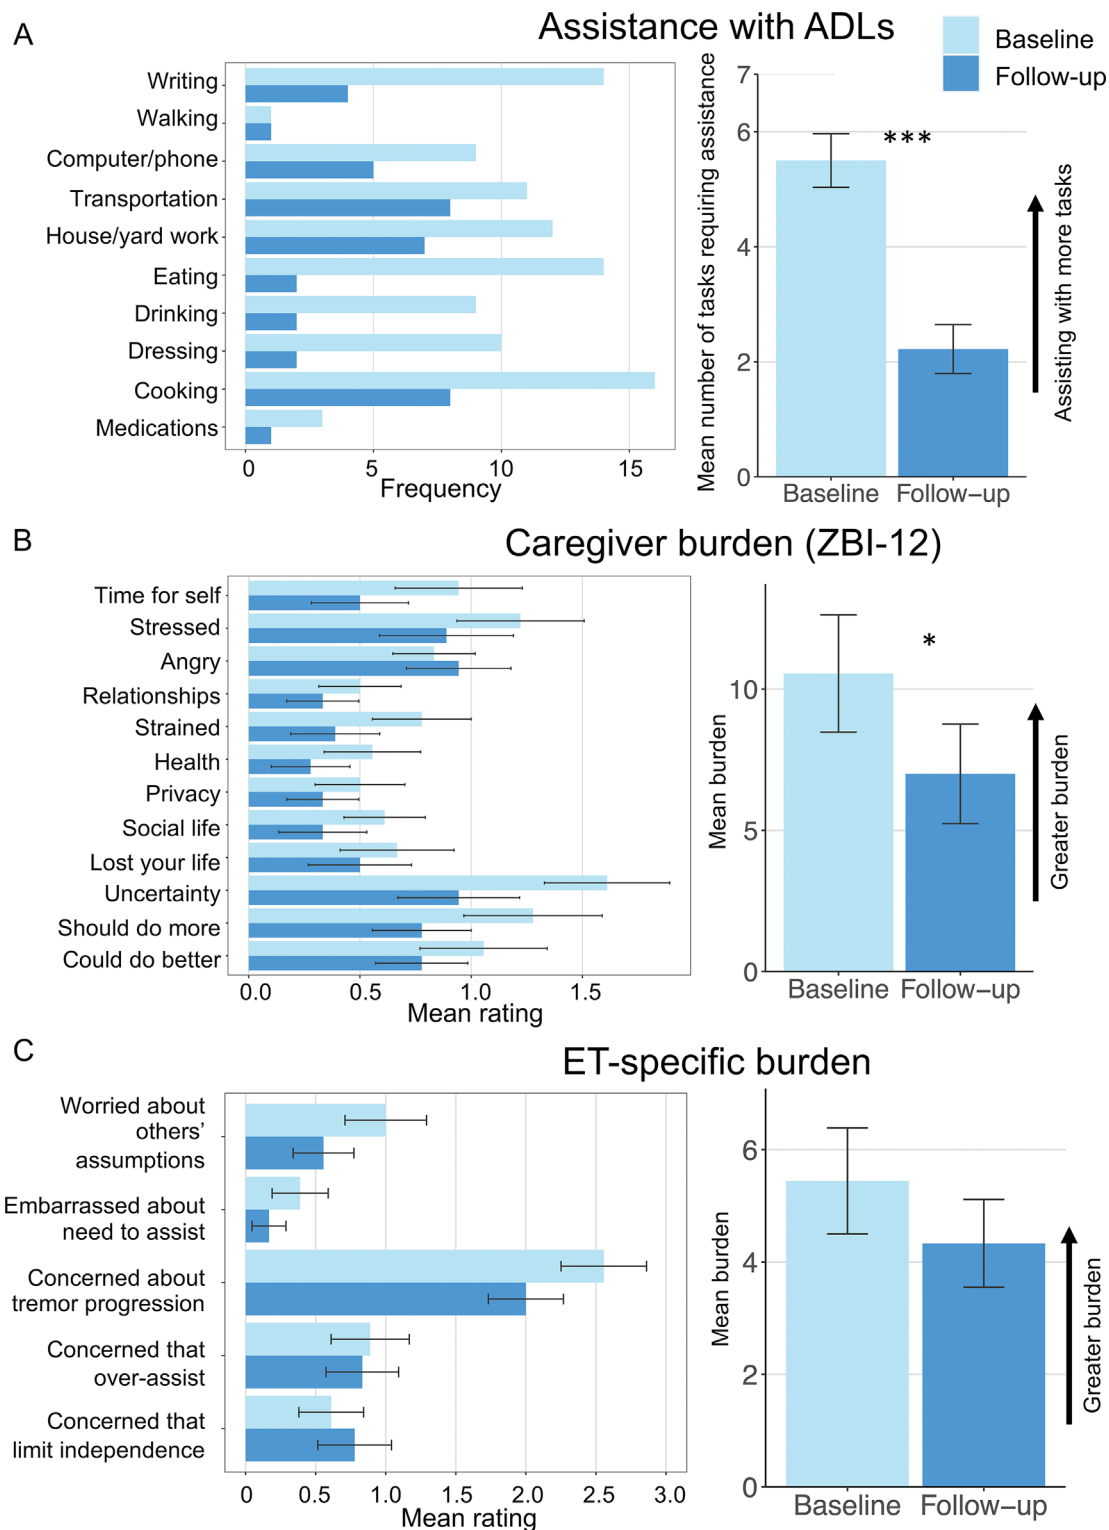 A
Assistance with ADLs
Baseline
Follow-up
Writing
Walking
Computer/phone
Transportation
House/yard work
Eating
Drinking
Dressing
Cooking
Medications
0
5
10
15
Frequency
Mean number of tasks requiring assistance
7
6
4
2
0
***
Baseline
Follow–up
Assisting with more tasks
B
Caregiver burden (ZBI-12)
Time for self
Stressed
Angry
Relationships
Strained
Health
Privacy
Social life
Lost your life
Uncertainty
Should do more
Could do better
0.0
0.5
1.0
1.5
Mean rating
Mean burden
10
5
0
*
Baseline
Follow–up
Greater burden
C
ET-specific burden
Worried about
others’
assumptions
Embarrassed about
need to assist
Concerned about
tremor progression
Concerned that
over-assist
Concerned that
limit independence
0
0.5
1.0
1.5
2.0
2.5
3.0
Mean rating
Mean burden
6
4
2
0
Baseline
Follow–up
Greater burden